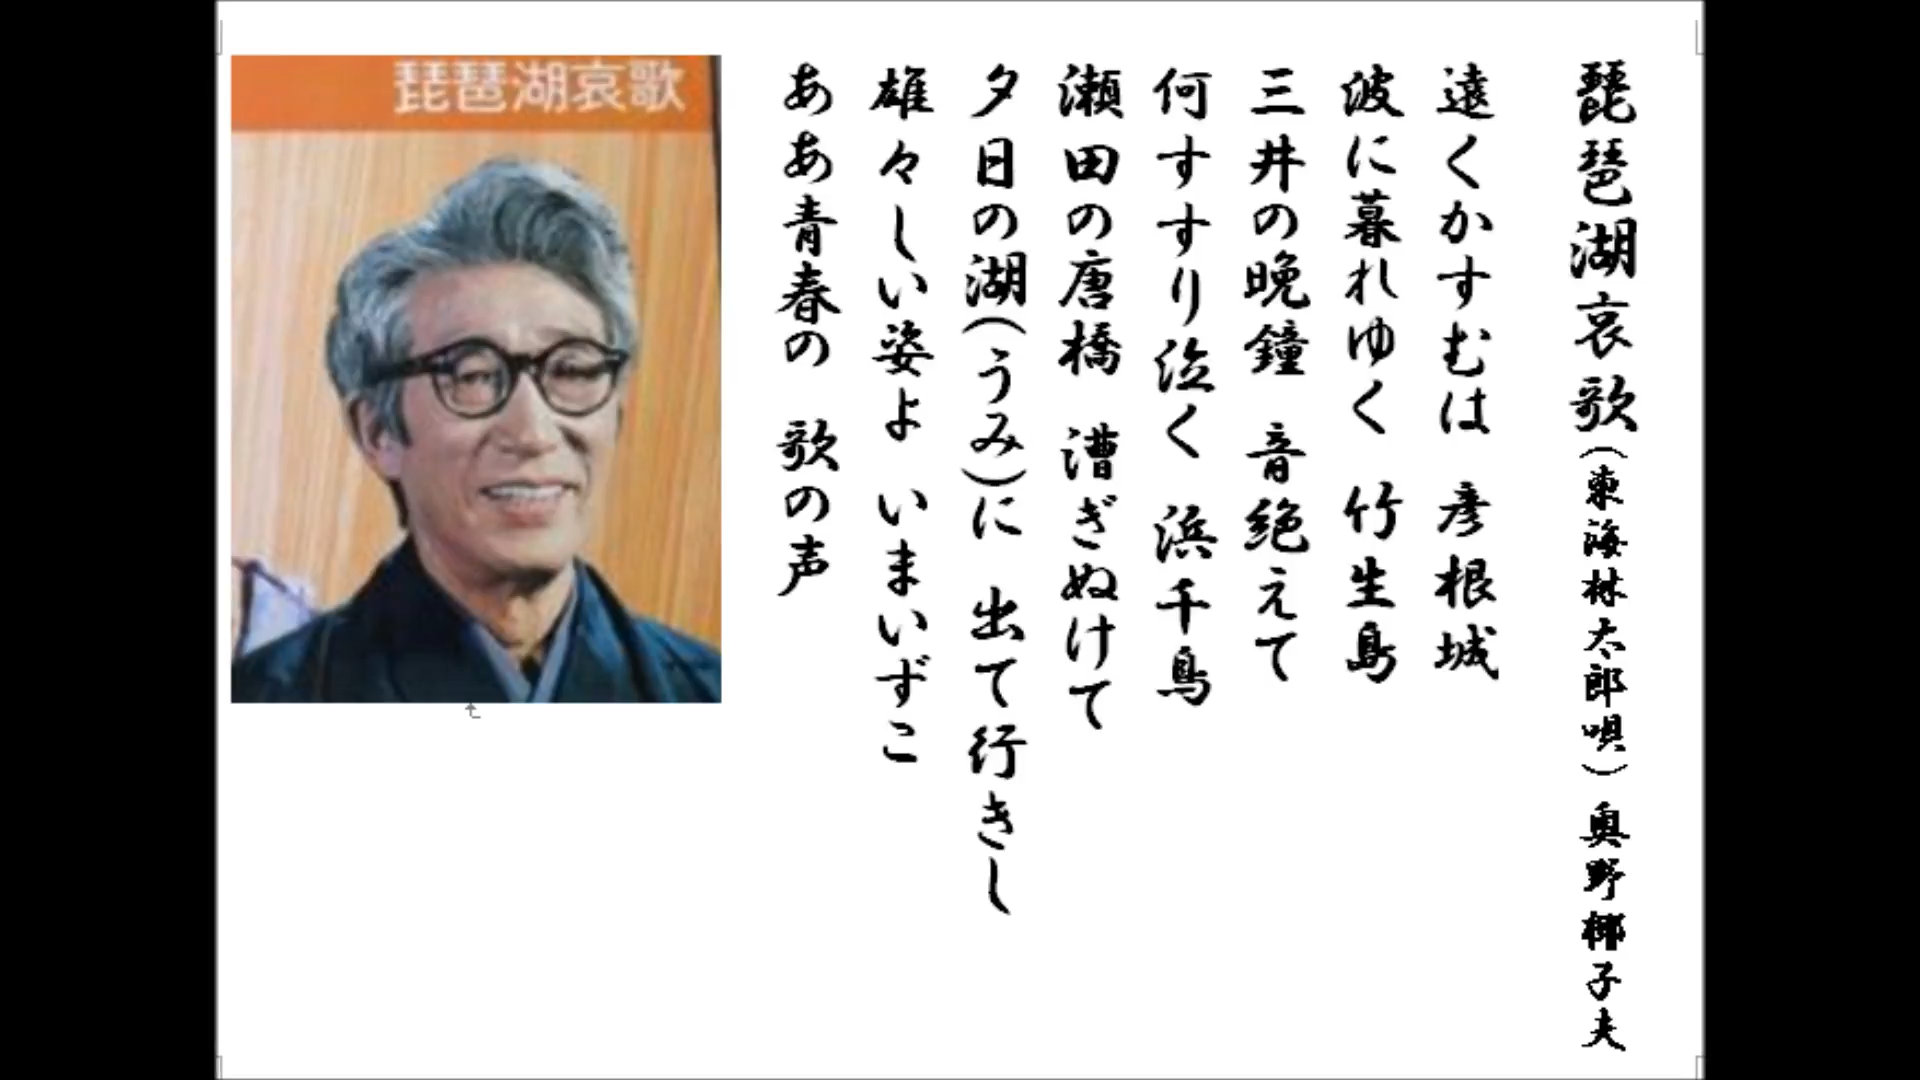 琵琶湖哀歌（東海林太郎唄）奥野椰子夫
遠くかすむは　彦根城
波に暮れゆく　竹生島
三井の晩鐘　音絶えて
何すすり泣く　浜千鳥
瀬田の唐橋　漕ぎぬけて
夕日の湖（うみ）に　出て行きし
雄々しい姿よ　いまいずこ
ああ青春の　歌の声
琵琶湖哀歌